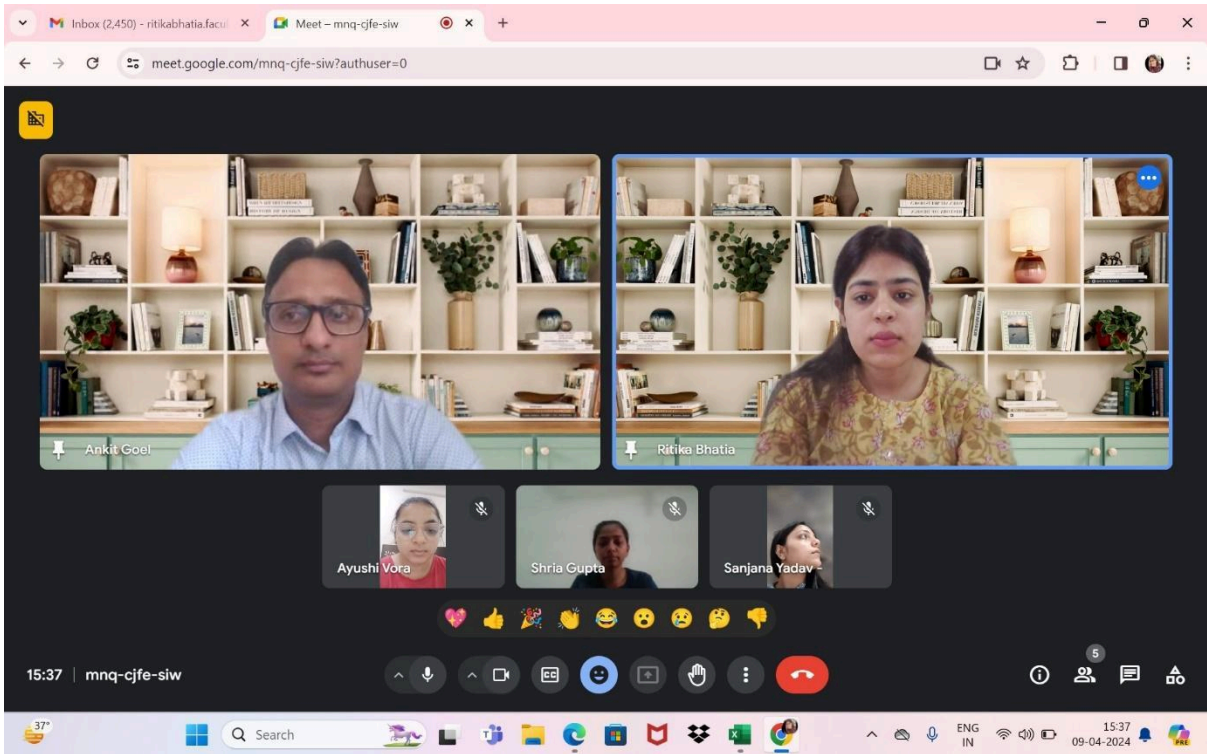 Inbox (2,450) - ritikabhatia.facul
Meet – mnq-cjfe-siw
meet.google.com/mnq-cjfe-siw?authuser=0
Ankit Goel
Ritika Bhatia
Ayushi Vora
Shria Gupta
Sanjana Yadav -
5
15:37 | mnq-cjfe-siw
CC
37°
Search
ENG
IN
15:37
09-04-2024
PRE